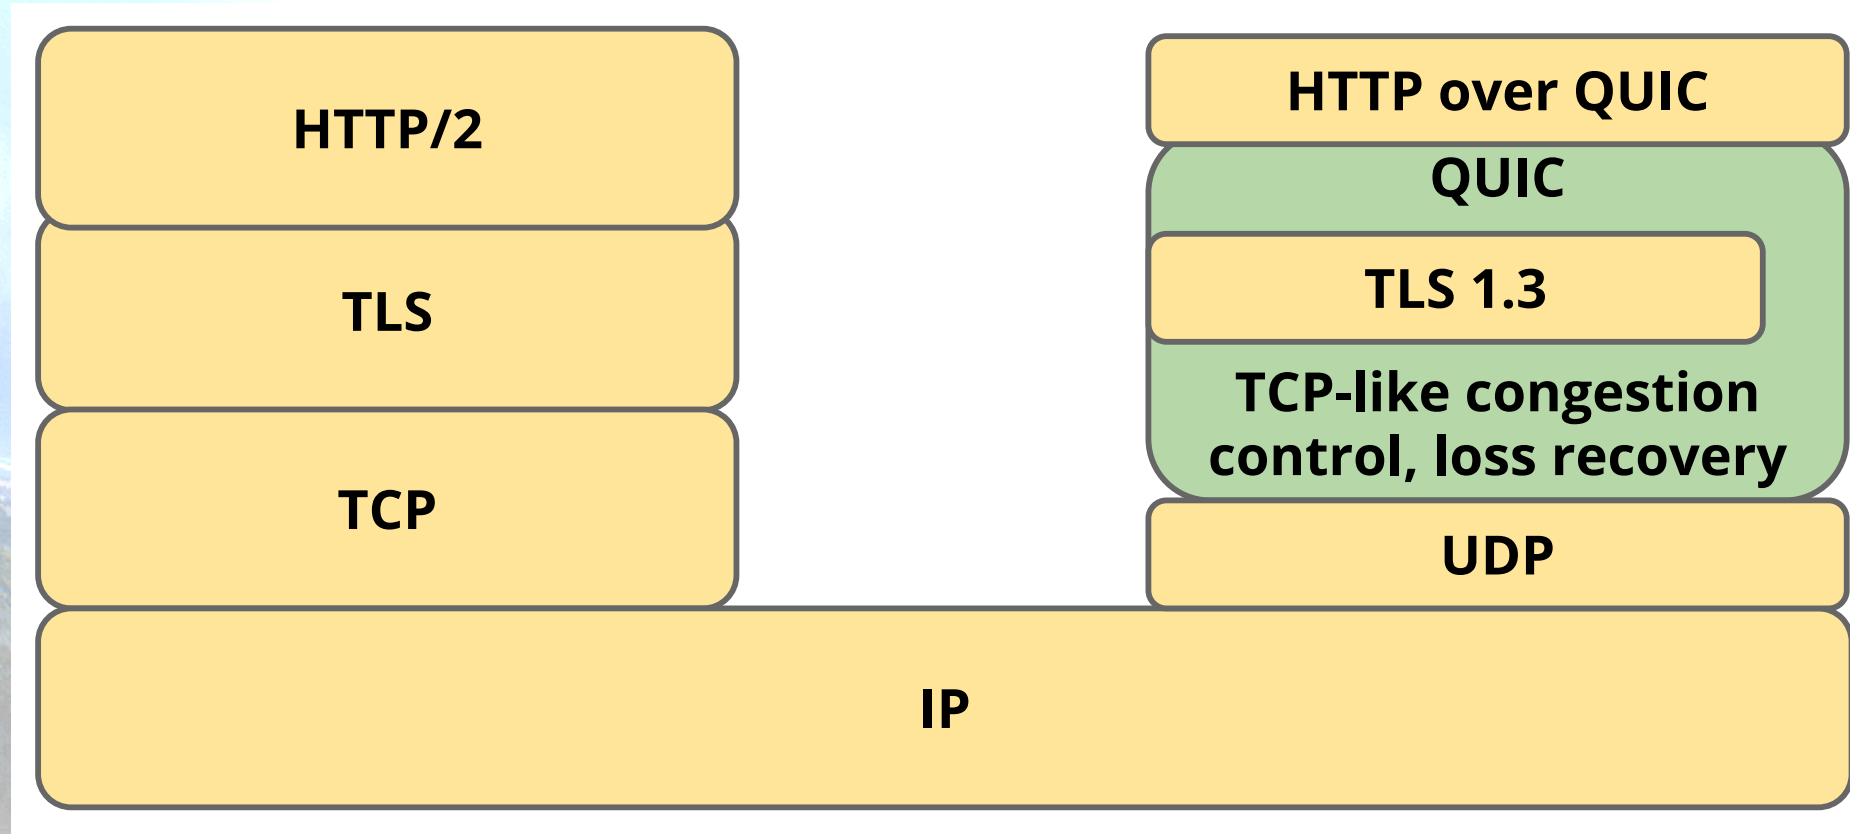 HTTP/2
TLS
TCP
HTTP over QUIC
QUIC
TLS 1.3
TCP-like congestion
control, loss recovery
UDP
IP